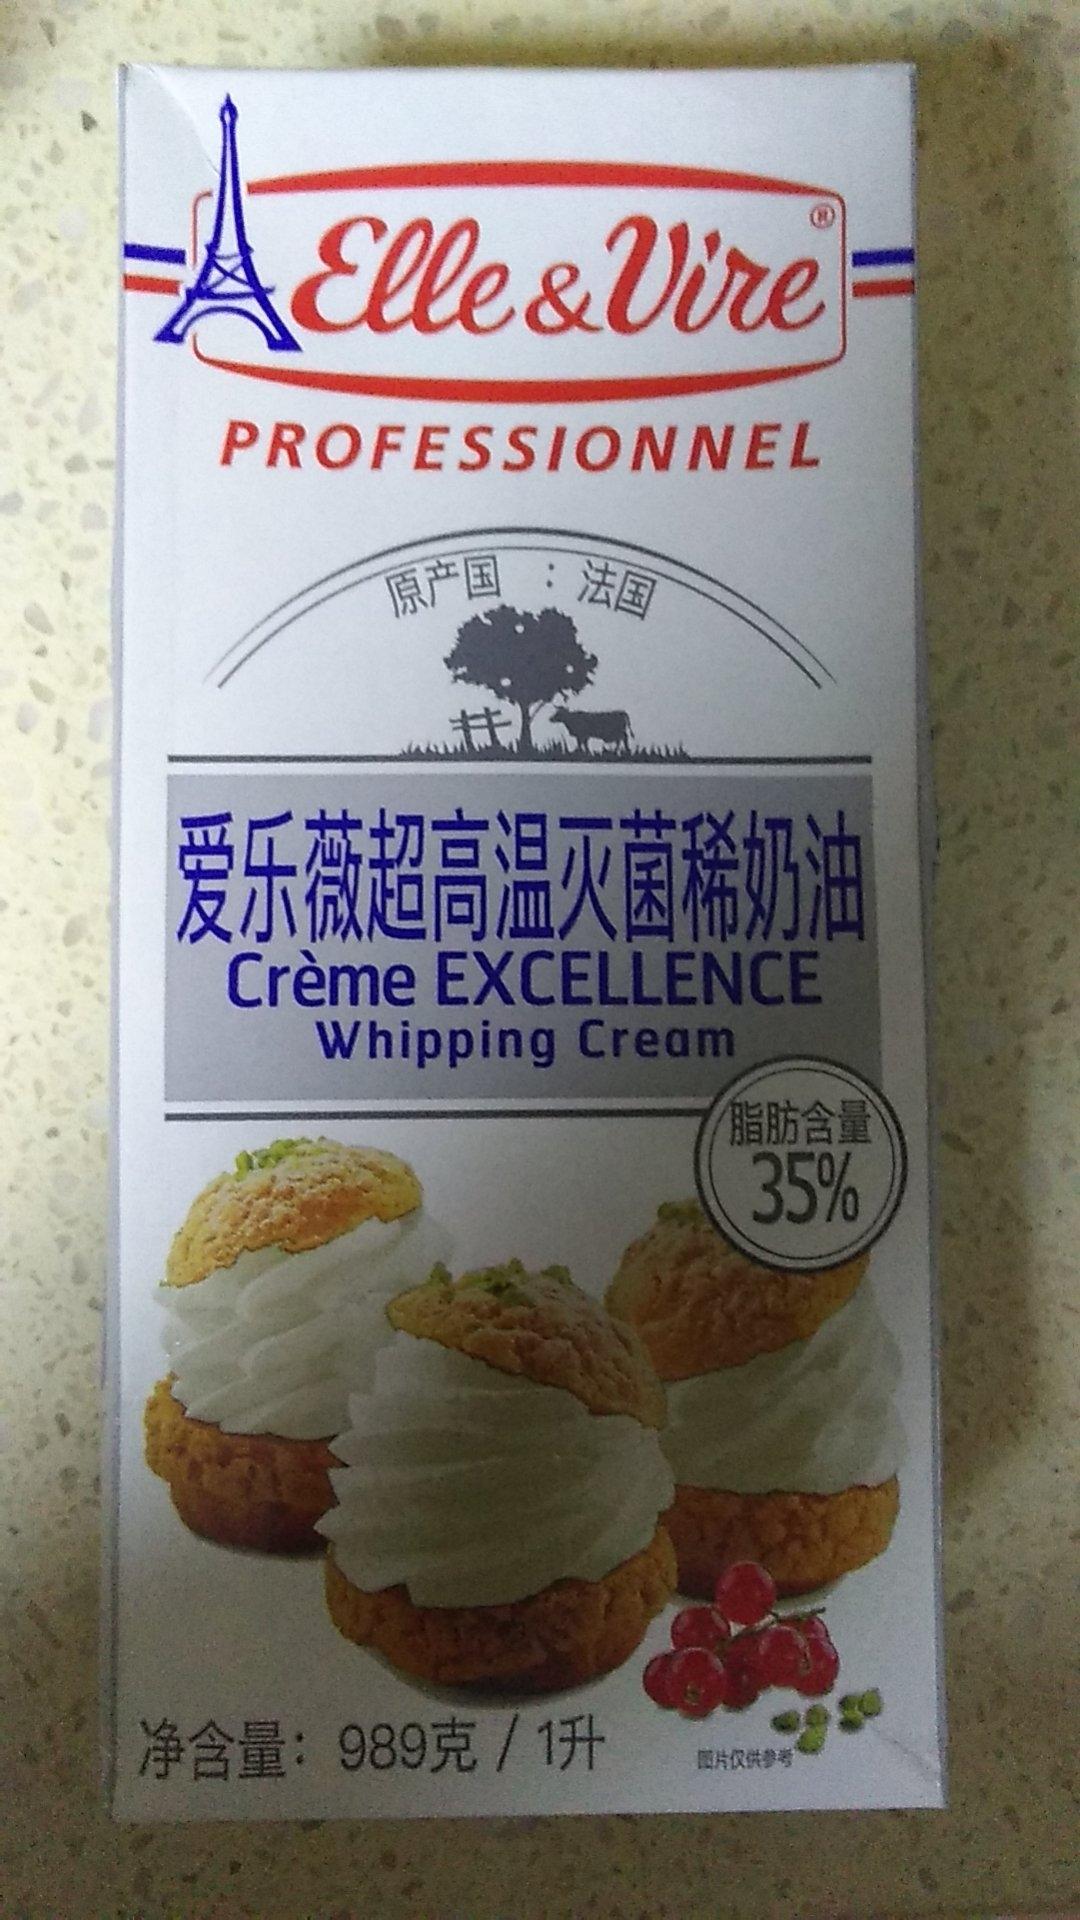 Elle & Vire®
PROFESSIONNEL
原产国 : 法国
爱乐薇超高温灭菌稀奶油
Crème EXCELLENCE
Whipping Cream
脂肪含量
35%
净含量: 989克 / 1升
图片仅供参考